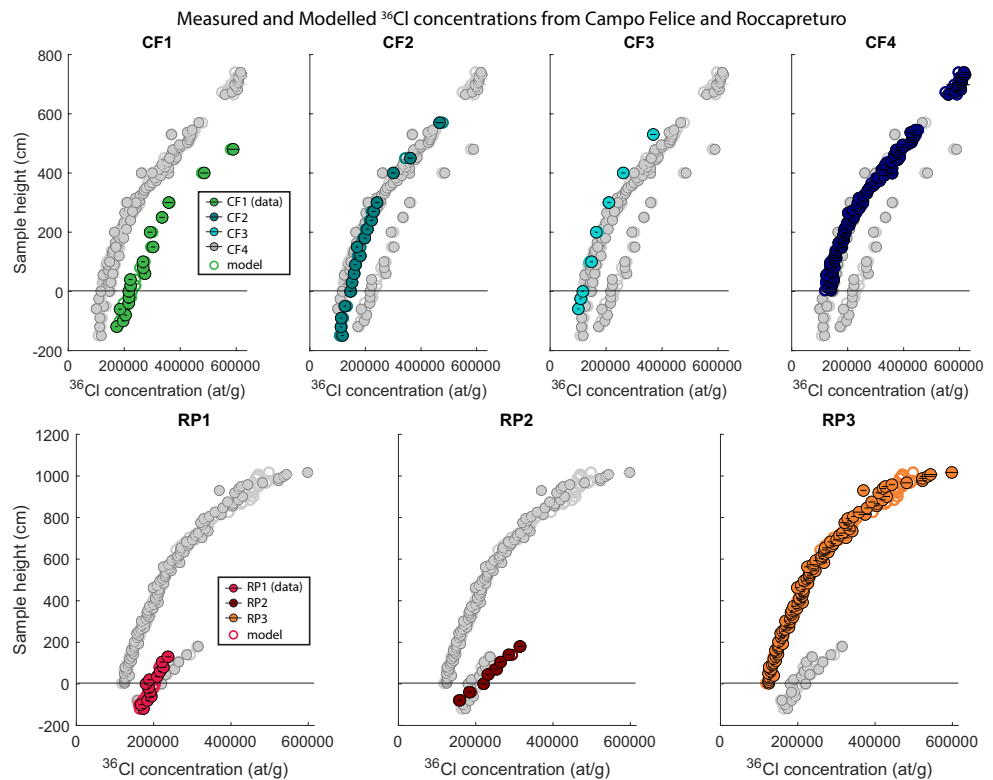 Measured and Modelled ³⁶Cl concentrations from Campo Felice and Roccapreturo
CF1
CF2
CF3
CF4
Sample height (cm)
800
600
400
200
0
-200
CF1 (data)
CF2
CF3
CF4
model
0 200000 400000 600000
0 200000 400000 600000
0 200000 400000 600000
0 200000 400000 600000
³⁶Cl concentration (at/g)
³⁶Cl concentration (at/g)
³⁶Cl concentration (at/g)
³⁶Cl concentration (at/g)
RP1
RP2
RP3
Sample height (cm)
1200
1000
800
600
400
200
0
-200
RP1 (data)
RP2
RP3
model
0 200000 400000 600000
0 200000 400000 600000
0 200000 400000 600000
³⁶Cl concentration (at/g)
³⁶Cl concentration (at/g)
³⁶Cl concentration (at/g)